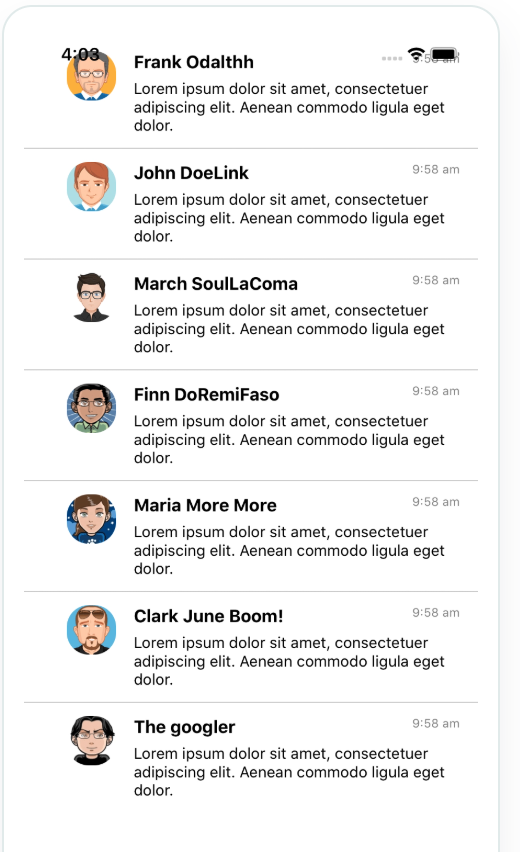 4:03
Frank Odalthh 9:58 am
Lorem ipsum dolor sit amet, consectetuer
adipiscing elit. Aenean commodo ligula eget
dolor.
John DoeLink 9:58 am
Lorem ipsum dolor sit amet, consectetuer
adipiscing elit. Aenean commodo ligula eget
dolor.
March SoulLaComa 9:58 am
Lorem ipsum dolor sit amet, consectetuer
adipiscing elit. Aenean commodo ligula eget
dolor.
Finn DoRemiFaso 9:58 am
Lorem ipsum dolor sit amet, consectetuer
adipiscing elit. Aenean commodo ligula eget
dolor.
Maria More More 9:58 am
Lorem ipsum dolor sit amet, consectetuer
adipiscing elit. Aenean commodo ligula eget
dolor.
Clark June Boom! 9:58 am
Lorem ipsum dolor sit amet, consectetuer
adipiscing elit. Aenean commodo ligula eget
dolor.
The googler 9:58 am
Lorem ipsum dolor sit amet, consectetuer
adipiscing elit. Aenean commodo ligula eget
dolor.